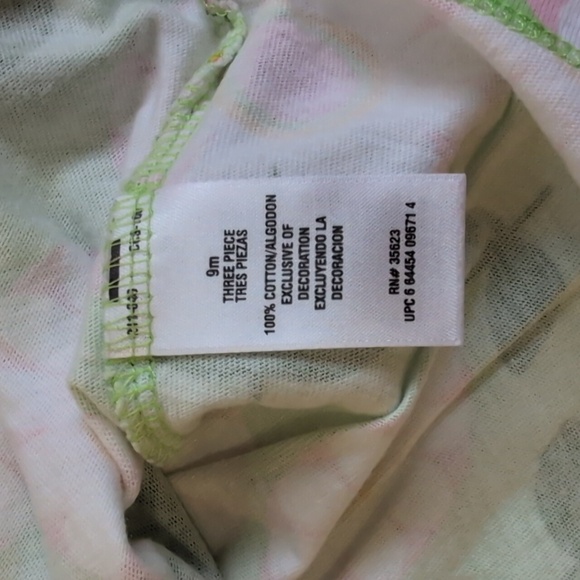 9m
THREE PIECE
TRES PIEZAS
100% COTTON/ALGODON
EXCLUSIVE OF
DECORATION
EXCLUYENDO LA
DECORACION
RN# 35623
UPC 6 64454 09671 4